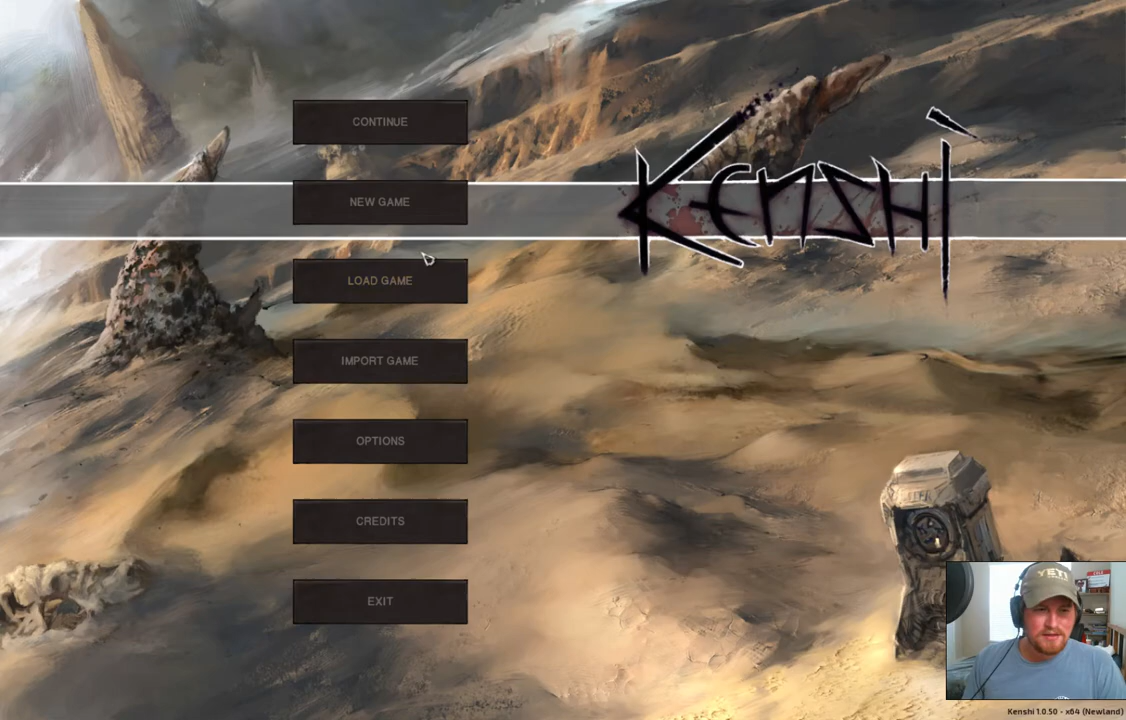 CONTINUE
NEW GAME
LOAD GAME
IMPORT GAME
OPTIONS
CREDITS
EXIT
KENSHI
YETI
Kenshi 1.0.50 - x64 (Newland)